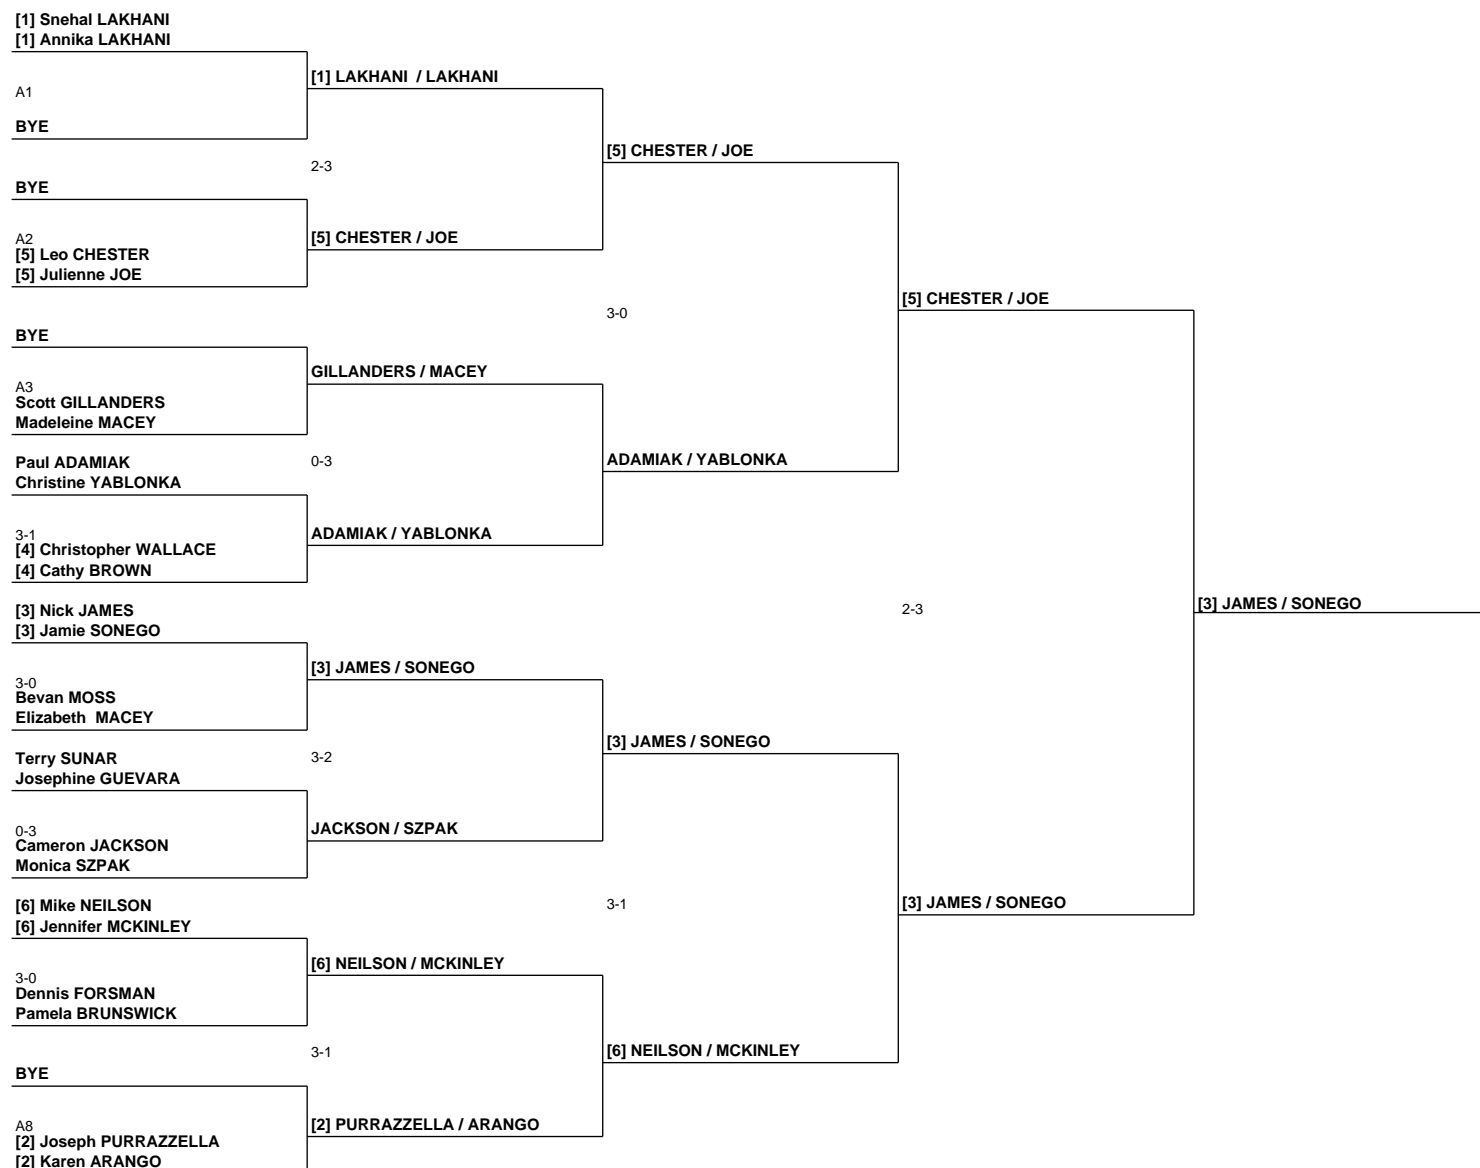 [1] Snehal LAKHANI
[1] Annika LAKHANI
[1] LAKHANI / LAKHANI
A1
BYE
[5] CHESTER / JOE
2-3
BYE
A2
[5] CHESTER / JOE
[5] Leo CHESTER
[5] Julienne JOE
[5] CHESTER / JOE
3-0
BYE
GILLANDERS / MACEY
A3
Scott GILLANDERS
Madeleine MACEY
Paul ADAMIAK
0-3
ADAMIAK / YABLONKA
Christine YABLONKA
3-1
ADAMIAK / YABLONKA
[4] Christopher WALLACE
[4] Cathy BROWN
[3] Nick JAMES
2-3
[3] JAMES / SONEGO
[3] Jamie SONEGO
[3] JAMES / SONEGO
3-0
Bevan MOSS
Elizabeth MACEY
[3] JAMES / SONEGO
Terry SUNAR
3-2
Josephine GUEVARA
0-3
JACKSON / SZPAK
Cameron JACKSON
Monica SZPAK
[6] Mike NEILSON
3-1
[3] JAMES / SONEGO
[6] Jennifer MCKINLEY
[6] NEILSON / MCKINLEY
3-0
Dennis FORSMAN
Pamela BRUNSWICK
3-1
[6] NEILSON / MCKINLEY
BYE
A8
[2] PURRAZZELLA / ARANGO
[2] Joseph PURRAZZELLA
[2] Karen ARANGO